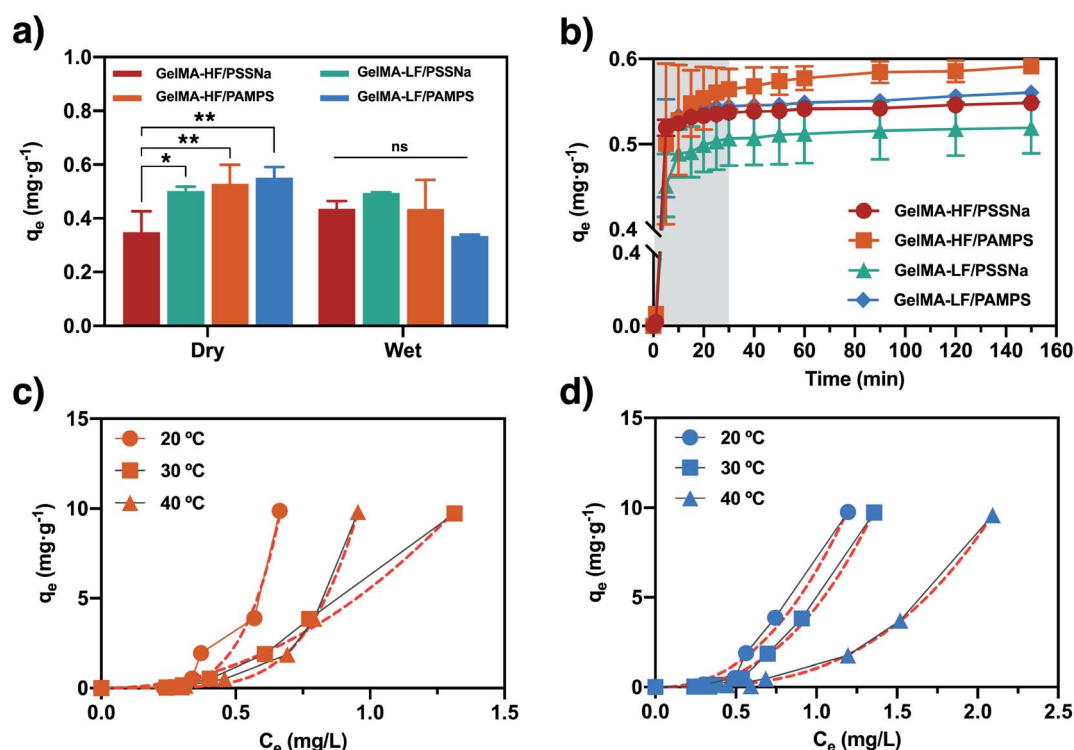 a)
GelMA-HF/PSSNa
GelMA-LF/PSSNa
GelMA-HF/PAMPS
GelMA-LF/PAMPS
1.0
0.8
0.6
0.4
0.2
0.0
qe (mg·g-1)
**
**
*
ns
Dry
Wet
b)
0.6
0.5
0.4
0.4
0.0
qe (mg·g-1)
GelMA-HF/PSSNa
GelMA-HF/PAMPS
GelMA-LF/PSSNa
GelMA-LF/PAMPS
0 20 40 60 80 100 120 140 160
Time (min)
c)
15
10
5
0
qe (mg·g-1)
20 ºC
30 ºC
40 ºC
0.0 0.5 1.0 1.5
Ce (mg/L)
d)
15
10
5
0
qe (mg·g-1)
20 ºC
30 ºC
40 ºC
0.0 0.5 1.0 1.5 2.0 2.5
Ce (mg/L)